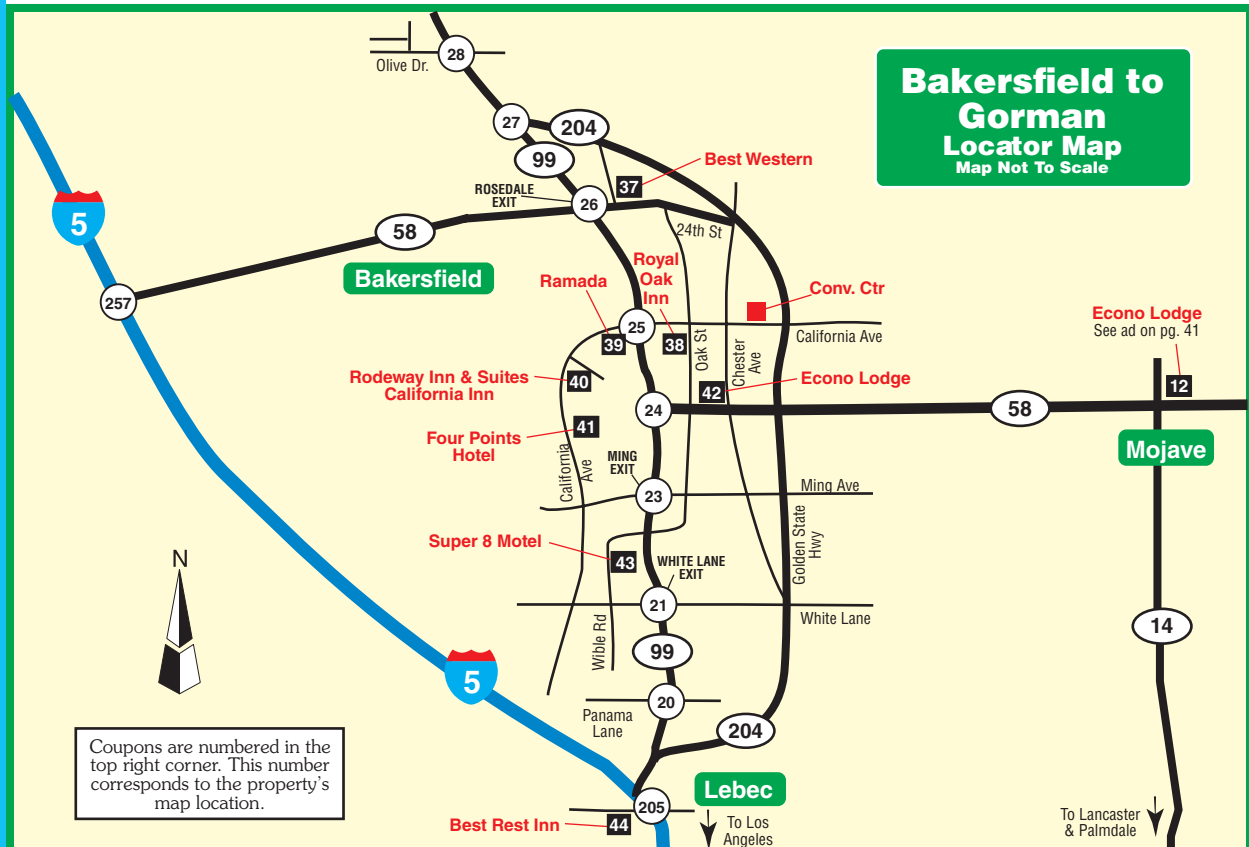 Bakersfield to
Gorman
Locator Map
Map Not To Scale
28
Olive Dr.
27
204
99
Best Western
37
ROSEDALE
EXIT
26
5
58
24th St
Bakersfield
Royal
Oak
Inn
Ramada
Conv. Ctr
257
25
California Ave
Econo Lodge
See ad on pg. 41
39
38
Oak St
Chester
Ave
Rodeway Inn & Suites
California Inn
40
42
Econo Lodge
12
24
58
Four Points
Hotel
41
Mojave
California
Ave
MING
EXIT
23
Ming Ave
Golden State
Hwy
Super 8 Motel
43
WHITE LANE
EXIT
N
21
White Lane
Wible Rd
14
99
5
20
Panama
Lane
204
Coupons are numbered in the
top right corner. This number
corresponds to the property's
map location.
Lebec
205
Best Rest Inn
44
To Los
Angeles
To Lancaster
& Palmdale